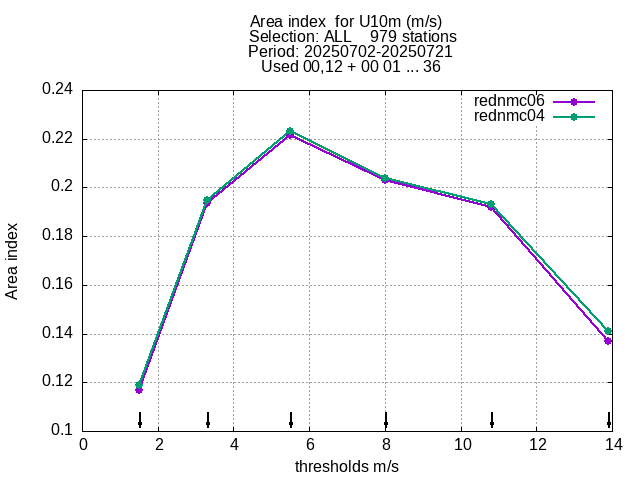 Area index  for U10m (m/s)
Selection: ALL    979 stations
Period: 20250702-20250721
Used 00,12 + 00 01 ... 36
rednmc06
rednmc04
0.24
0.22
0.2
0.18
0.16
0.14
0.12
0.1
Area index
0 2 4 6 8 10 12 14
thresholds m/s